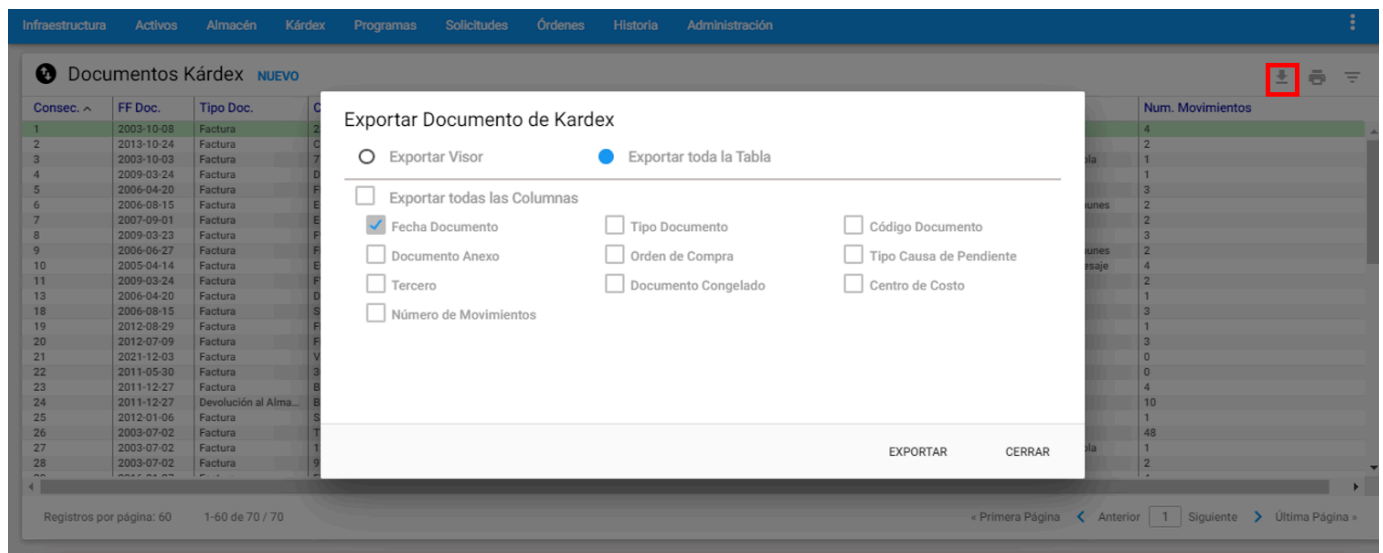 Infraestructura Activos Almacén Kárdex Programas Solicitudes Órdenes Historia Administración
Documentos Kárdex NUEVO
Consec. FF Doc. Tipo Doc. Num. Movimientos
Exportar Documento de Kardex
Exportar Visor Exportar toda la Tabla
Exportar todas las Columnas
Fecha Documento Tipo Documento Código Documento
Documento Anexo Orden de Compra Tipo Causa de Pendiente
Tercero Documento Congelado Centro de Costo
Número de Movimientos
EXPORTAR CERRAR
1 2003-10-08 Factura 2 4
2 2013-10-24 Factura C 2
3 2003-10-03 Factura 7 1
4 2009-03-24 Factura D 1
5 2006-04-20 Factura F 3
6 2006-08-15 Factura E unes 2
7 2007-09-01 Factura E 2
8 2009-03-23 Factura F 3
9 2006-06-27 Factura F unes 2
10 2005-04-14 Factura E esaje 4
11 2009-03-24 Factura F 2
13 2006-04-20 Factura D 1
18 2006-08-15 Factura S 3
19 2012-08-29 Factura F 1
20 2012-07-09 Factura F 3
21 2021-12-03 Factura V 0
22 2011-05-30 Factura 3 0
23 2011-12-27 Factura B 4
24 2011-12-27 Devolución al Alma... B 10
25 2012-01-06 Factura S 1
26 2003-07-02 Factura T 48
27 2003-07-02 Factura 1 1
28 2003-07-02 Factura 9 2
Registros por página: 60 1-60 de 70 / 70 « Primera Página Anterior 1 Siguiente Última Página »